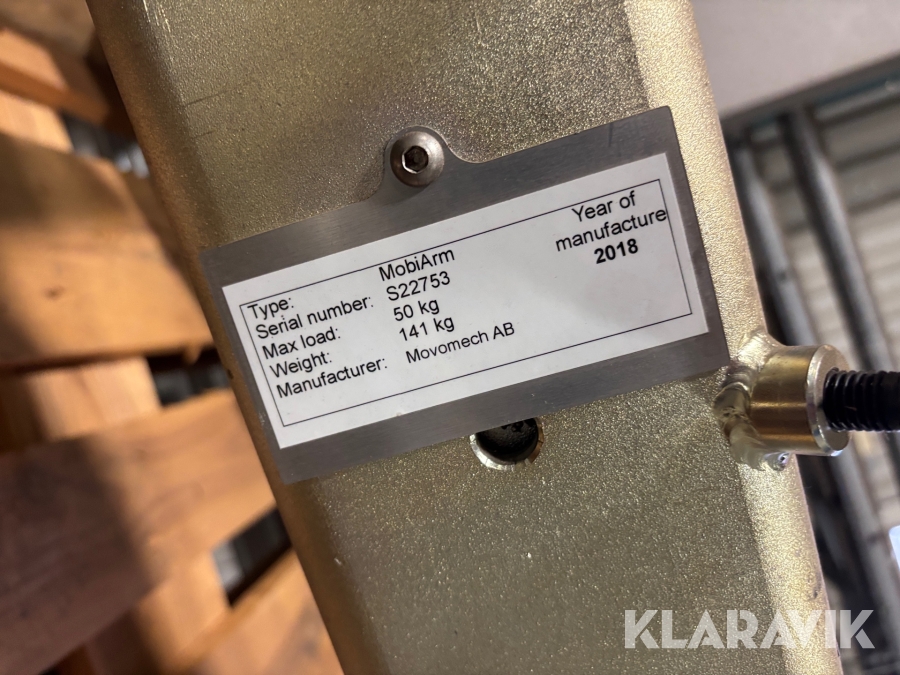 Type: MobiArm
Serial number: S22753
Max load: 50 kg
Weight: 141 kg
Manufacturer: Movomech AB
Year of
manufacture
2018
KLARAVIK